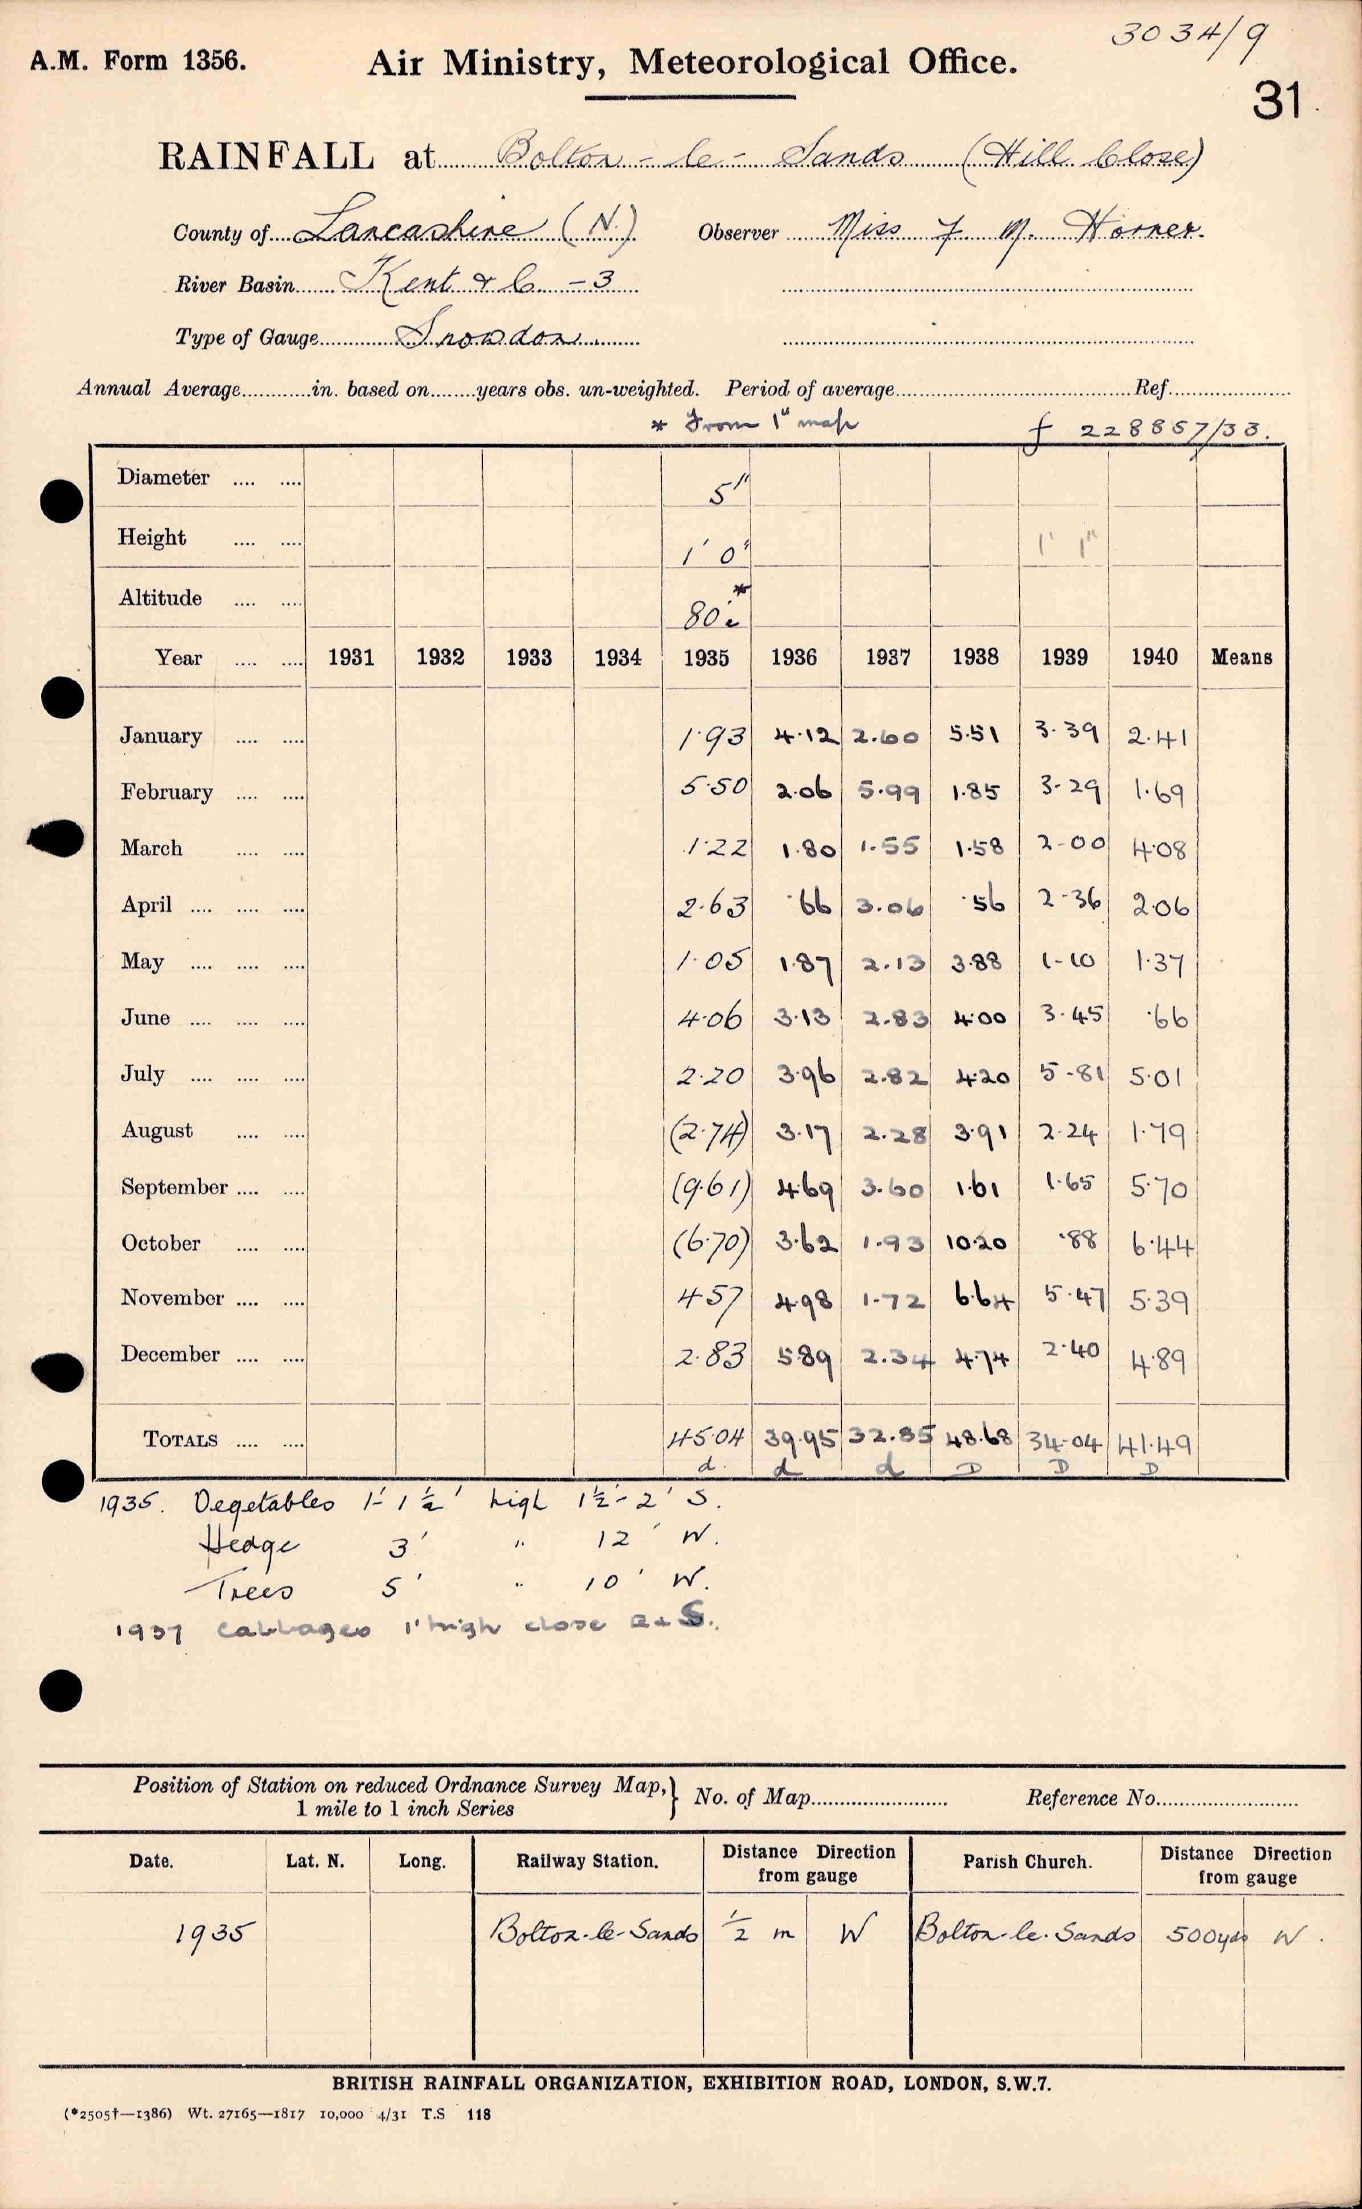 3034/9
A.M. Form 1356. Air Ministry, Meteorological Office.
31
RAINFALL at Bolton-le-Sands (Hill Close)
County of Lancashire (N.) Observer Miss F. M. Horner.
River Basin Kent & C -3
Type of Gauge Snowdon
Annual Average in. based on years obs. un-weighted. Period of average Ref.
* From 1" map f 228857/33.
Diameter 5"
Height 1' 0" 1' 1"
Altitude 80' c *
Year 1931 1932 1933 1934 1935 1936 1937 1938 1939 1940 Means
January 1.93 4.12 2.60 5.51 3.39 2.41
February 5.50 2.06 5.99 1.85 3.29 1.69
March 1.22 1.80 1.55 1.58 2.00 4.08
April 2.63 .66 3.06 .56 2.36 2.06
May 1.05 1.87 2.13 3.88 1.10 1.37
June 4.06 3.13 2.83 4.00 3.45 .66
July 2.20 3.96 2.82 4.20 5.81 5.01
August (2.74) 3.17 2.28 3.91 2.24 1.79
September (9.61) 4.69 3.60 1.61 1.65 5.70
October (6.70) 3.62 1.93 10.20 .88 6.44
November 4.57 4.98 1.72 6.64 5.47 5.39
December 2.83 5.89 2.34 4.74 2.40 4.89
TOTALS 45.04 39.95 32.85 48.68 34.04 41.49
d. d d D D D
1935. Vegetables 1'-1½' high 1½'-2' S.
Hedge 3' " 12' W.
Trees 5' " 10' W.
1937 Cabbages 1' high close E + S.
Position of Station on reduced Ordnance Survey Map, } No. of Map Reference No.
1 mile to 1 inch Series
Date. Lat. N. Long. Railway Station. Distance Direction from gauge Parish Church. Distance Direction from gauge
1935 Bolton-le-Sands ½ m W Bolton-le-Sands 500yds W.
BRITISH RAINFALL ORGANIZATION, EXHIBITION ROAD, LONDON, S.W.7.
(*2505†—1386) Wt. 27165—1817 10,000 4/31 T.S 118